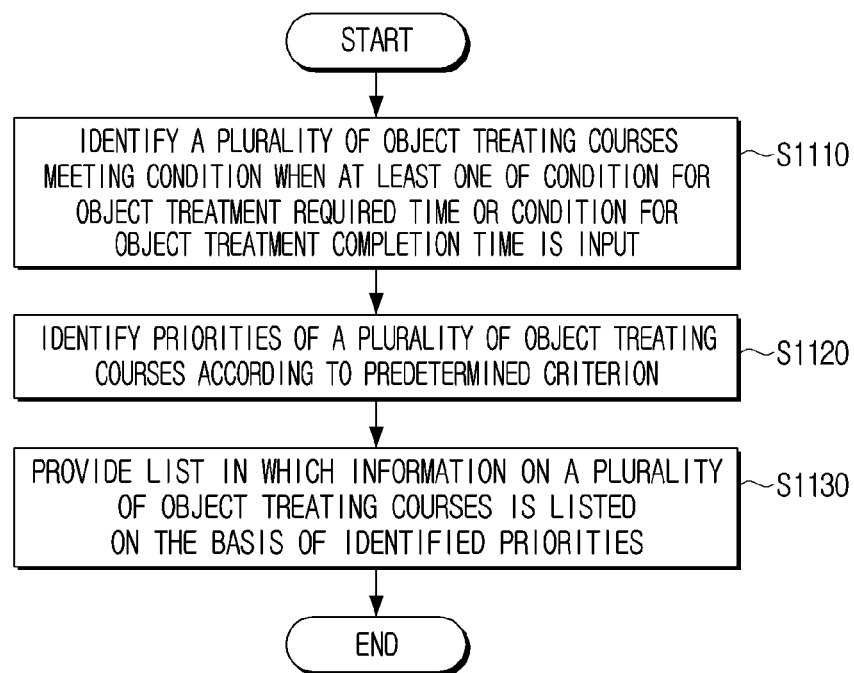 START
IDENTIFY A PLURALITY OF OBJECT TREATING COURSES
MEETING CONDITION WHEN AT LEAST ONE OF CONDITION FOR
OBJECT TREATMENT REQUIRED TIME OR CONDITION FOR
OBJECT TREATMENT COMPLETION TIME IS INPUT
S1110
IDENTIFY PRIORITIES OF A PLURALITY OF OBJECT TREATING
COURSES ACCORDING TO PREDETERMINED CRITERION
S1120
PROVIDE LIST IN WHICH INFORMATION ON A PLURALITY
OF OBJECT TREATING COURSES IS LISTED
ON THE BASIS OF IDENTIFIED PRIORITIES
S1130
END